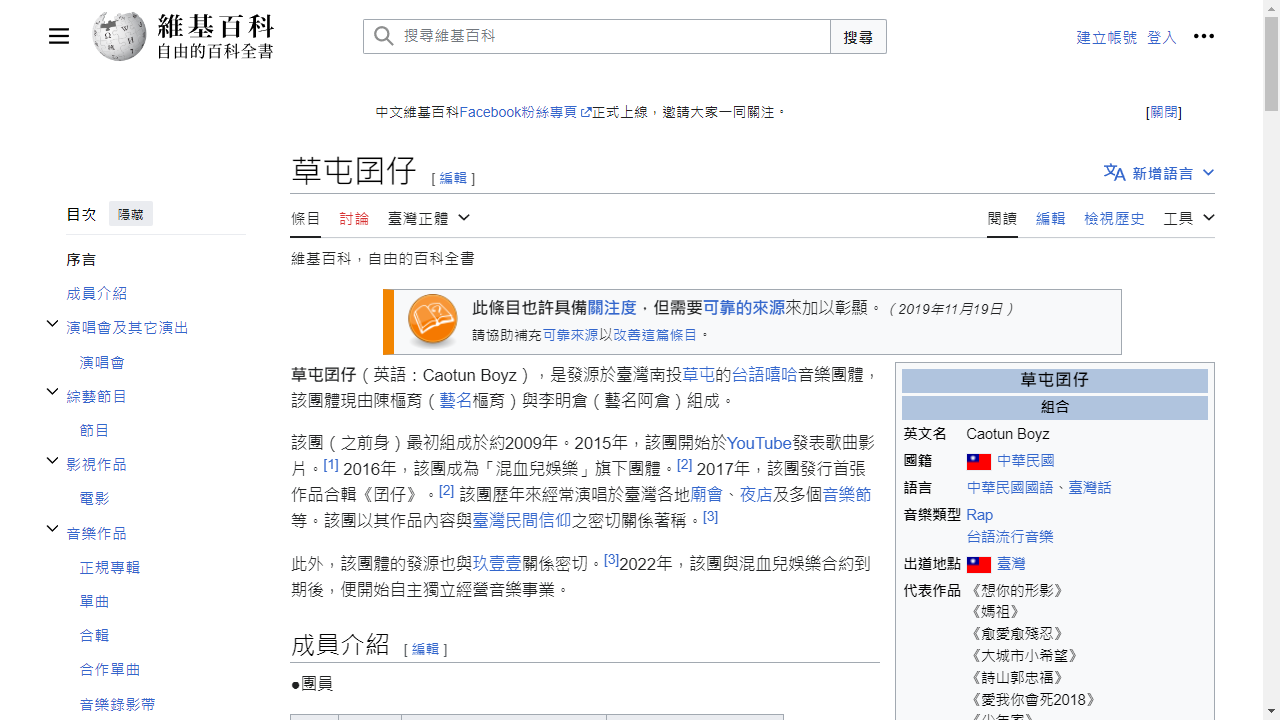 維基百科
自由的百科全書
搜尋維基百科
搜尋
建立帳號 登入
中文維基百科Facebook粉絲專頁正式上線，邀請大家一同關注。
[關閉]
草屯囝仔 [ 編輯 ]
新增語言
目次 隱藏
條目 討論 臺灣正體
閱讀 編輯 檢視歷史 工具
序言
成員介紹
演唱會及其它演出
演唱會
綜藝節目
節目
影視作品
電影
音樂作品
正規專輯
單曲
合輯
合作單曲
音樂錄影帶
維基百科，自由的百科全書
此條目也許具備關注度，但需要可靠的來源來加以彰顯。（2019年11月19日）
請協助補充可靠來源以改善這篇條目。
草屯囝仔（英語：Caotun Boyz），是發源於臺灣南投草屯的台語嘻哈音樂團體，
該團體現由陳樞育（藝名樞育）與李明倉（藝名阿倉）組成。
該團（之前身）最初組成於約2009年。2015年，該團開始於YouTube發表歌曲影
片。[1] 2016年，該團成為「混血兒娛樂」旗下團體。[2] 2017年，該團發行首張
作品合輯《囝仔》。[2] 該團歷年來經常演唱於臺灣各地廟會、夜店及多個音樂節
等。該團以其作品內容與臺灣民間信仰之密切關係著稱。[3]
此外，該團體的發源也與玖壹壹關係密切。[3]2022年，該團與混血兒娛樂合約到
期後，便開始自主獨立經營音樂事業。
成員介紹 [ 編輯 ]
●團員
草屯囝仔
組合
英文名 Caotun Boyz
國籍 中華民國
語言 中華民國國語、臺灣話
音樂類型 Rap
台語流行音樂
出道地點 臺灣
代表作品 《想你的形影》
《媽祖》
《愈愛愈殘忍》
《大城市小希望》
《詩山郭忠福》
《愛我你會死2018》
《少年家》